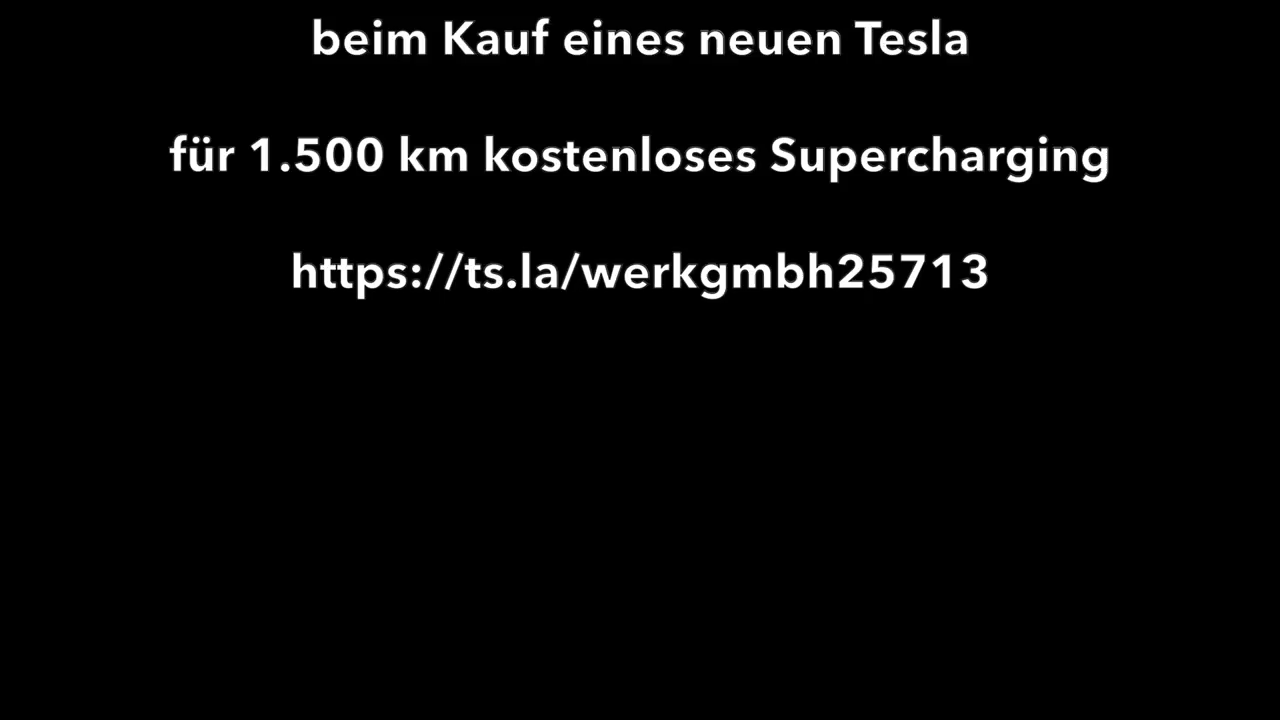 beim Kauf eines neuen Tesla
für 1.500 km kostenloses Supercharging
https://ts.la/werkgmbh25713